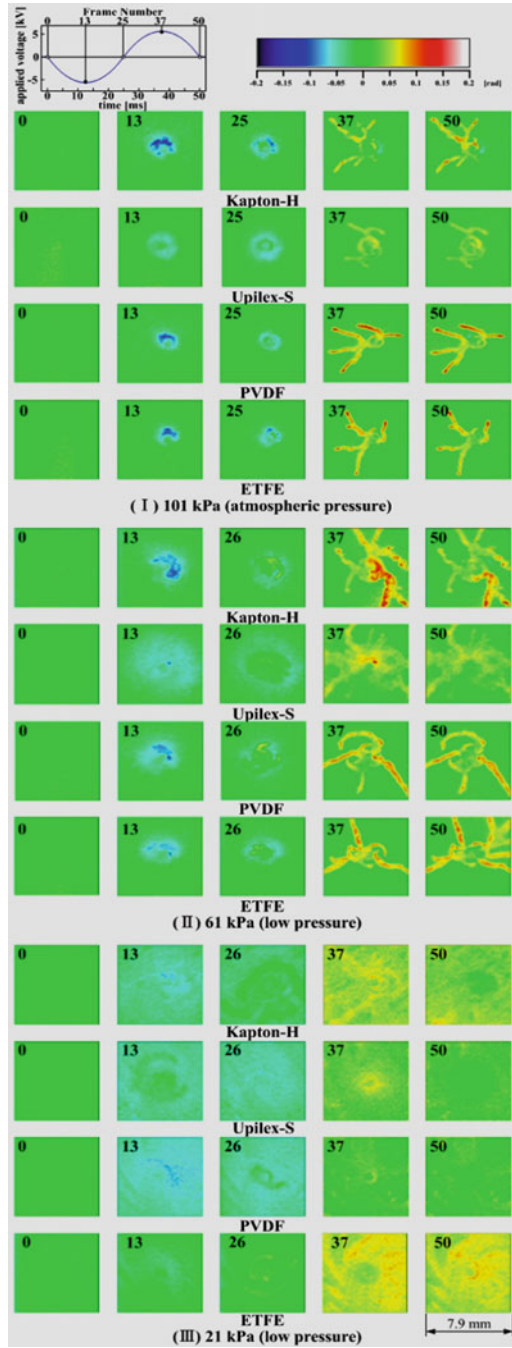 Frame Number
0 13 25 37 50
applied voltage [kV]
5
0
-5
0 10 20 30 40 50
time [ms]
-0.2 -0.15 -0.1 -0.05 0 0.05 0.1 0.15 0.2 [rad]
0 13 25 37 50
Kapton-H
0 13 25 37 50
Upilex-S
0 13 25 37 50
PVDF
0 13 25 37 50
ETFE
( I ) 101 kPa (atmospheric pressure)
0 13 26 37 50
Kapton-H
0 13 26 37 50
Upilex-S
0 13 26 37 50
PVDF
0 13 26 37 50
ETFE
( II ) 61 kPa (low pressure)
0 13 26 37 50
Kapton-H
0 13 26 37 50
Upilex-S
0 13 26 37 50
PVDF
0 13 26 37 50
ETFE
7.9 mm
(III) 21 kPa (low pressure)